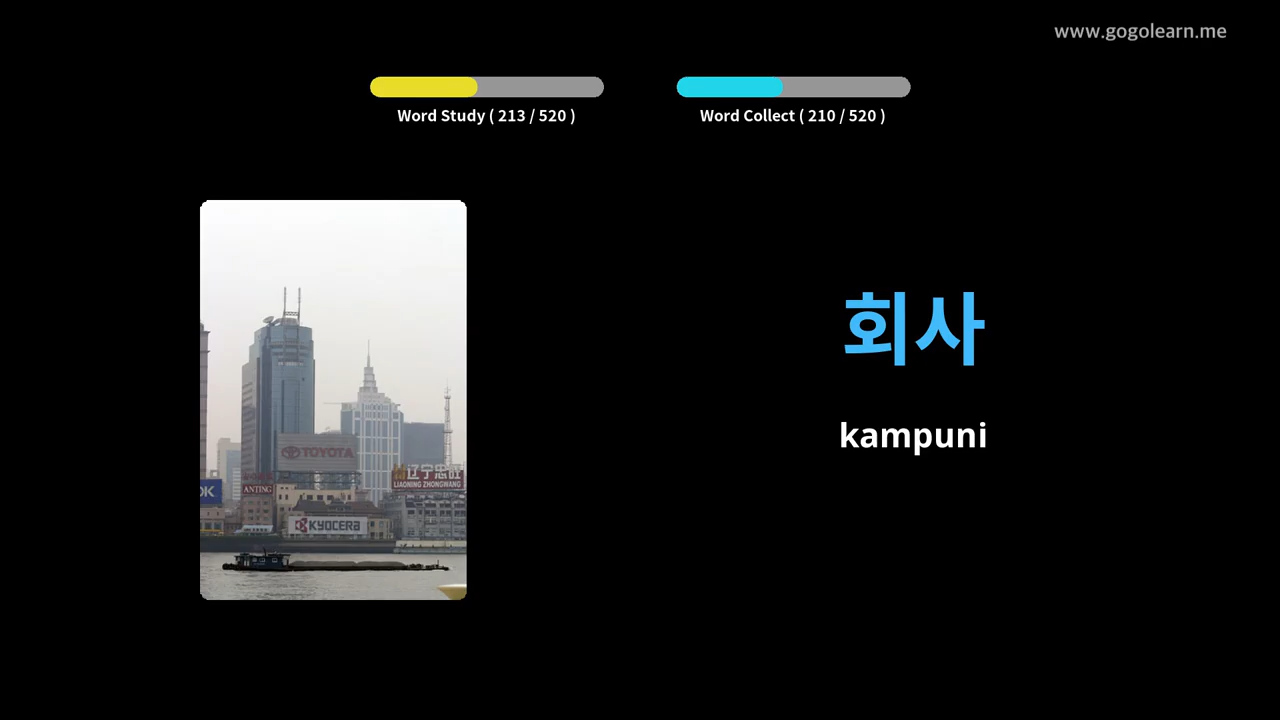 www.gogolearn.me
Word Study ( 213 / 520 )
Word Collect ( 210 / 520 )
회사
kampuni
TOYOTA
辽宁忠旺
LIAONING ZHONGWANG
OK
ANTING
KYOCERA